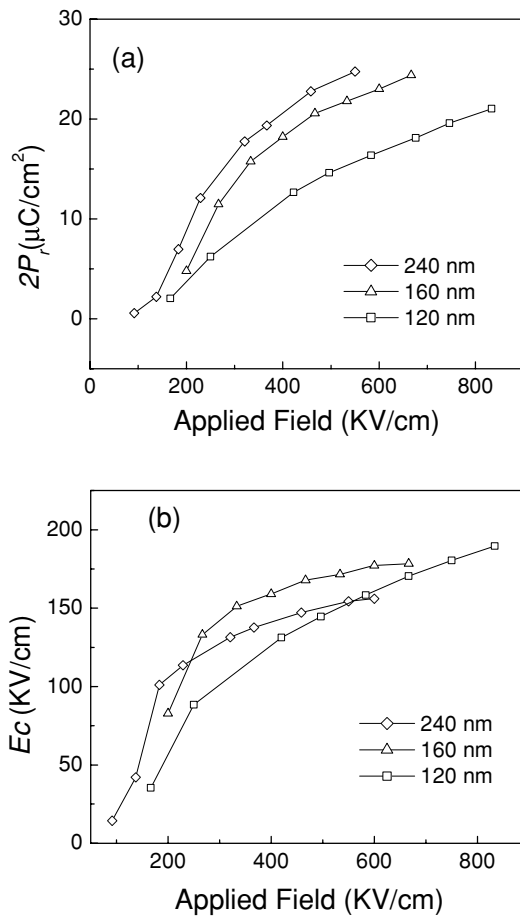 (a)
30
20
10
0
2Pr(μC/cm²)
240 nm
160 nm
120 nm
0 200 400 600 800
Applied Field (KV/cm)
(b)
200
150
100
50
0
Ec (KV/cm)
240 nm
160 nm
120 nm
200 400 600 800
Applied Field (KV/cm)